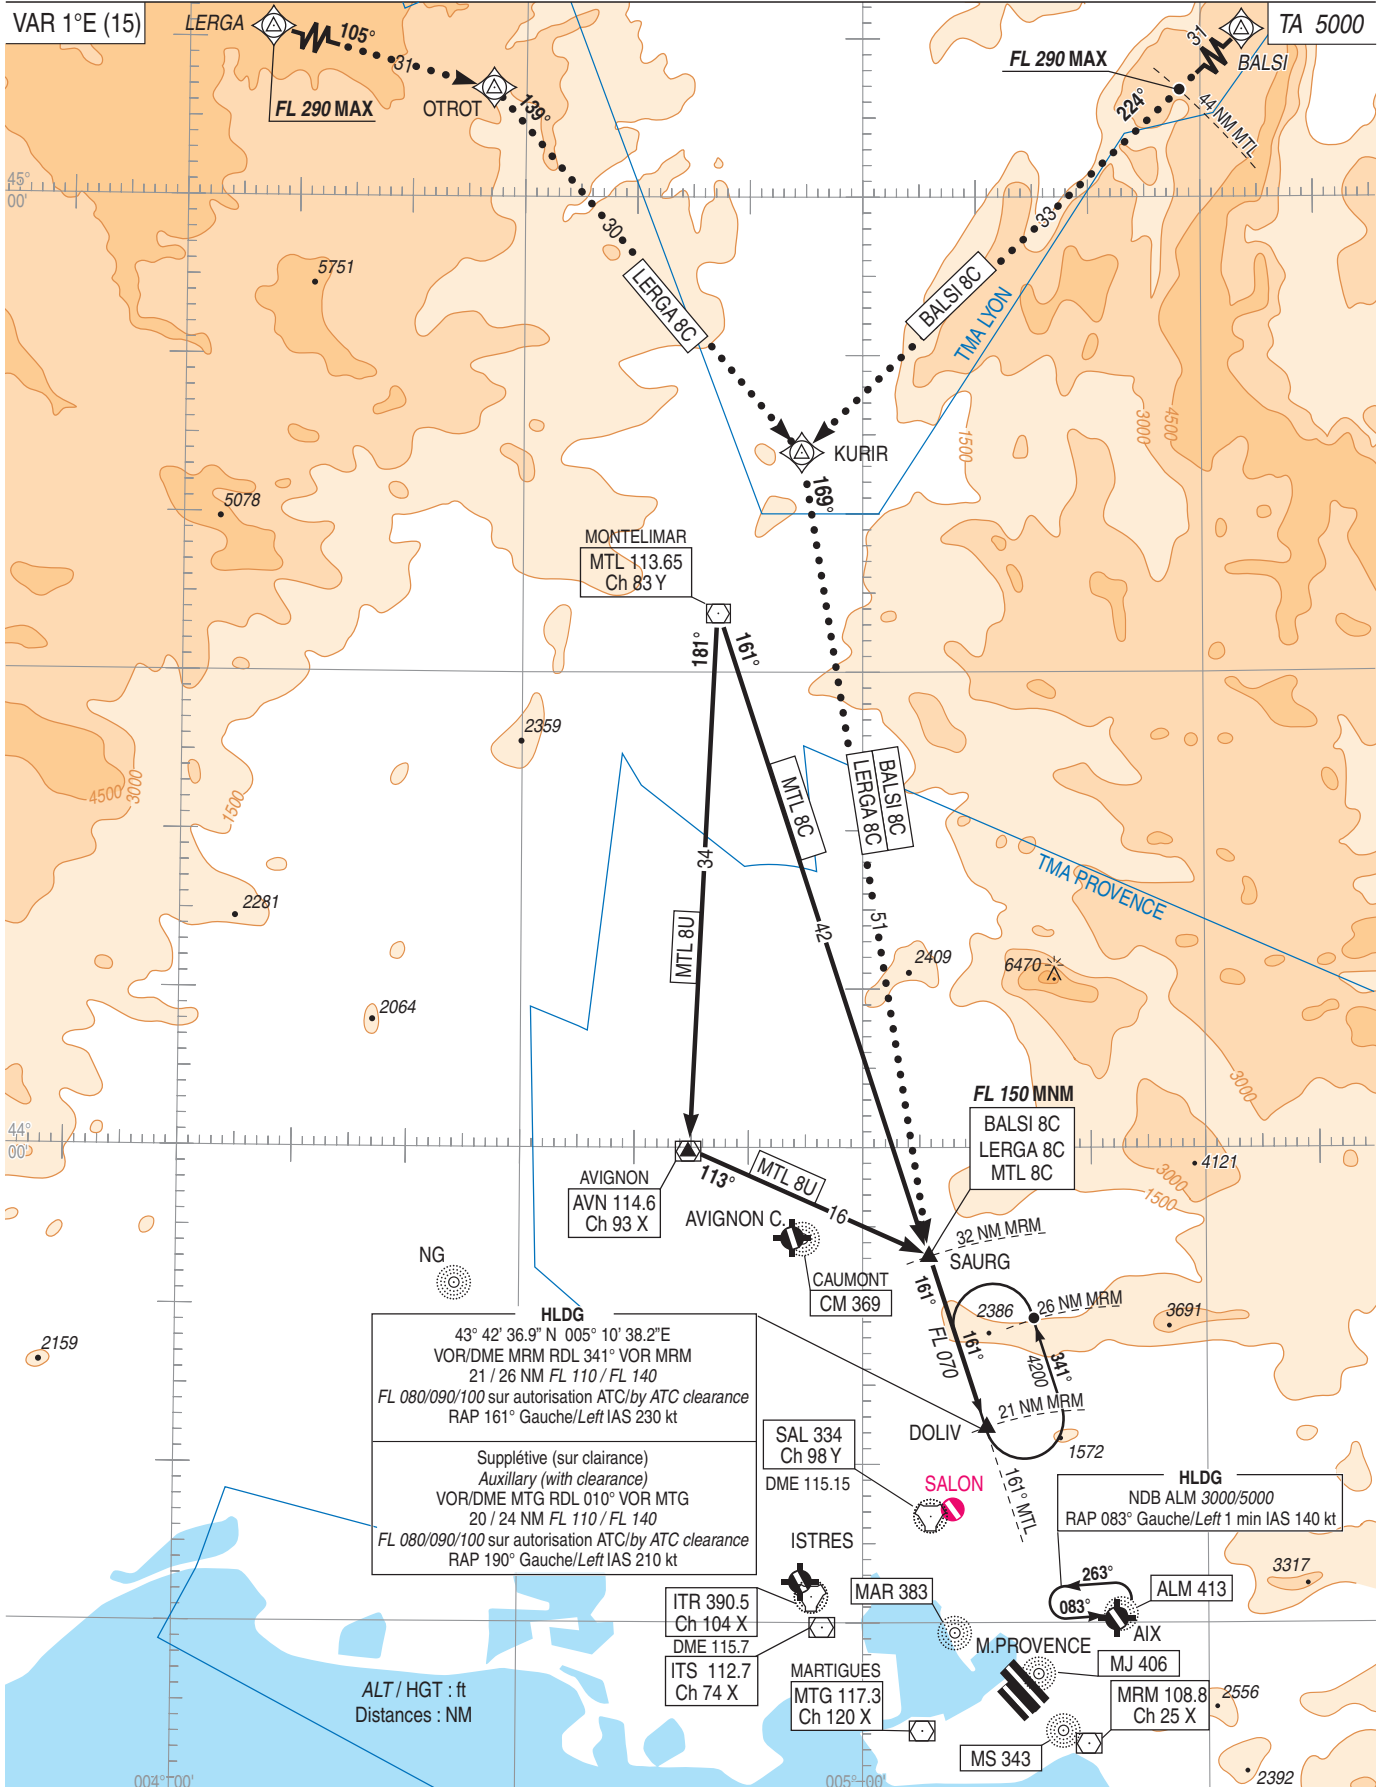 VAR 1°E (15)
LERGA
105°
31
FL 290 MAX
OTROT
139°
30
LERGA 8C
TA 5000
31
BALSI
FL 290 MAX
224°
44 NM MTL
33
BALSI 8C
TMA LYON
45°
00'
5751
5078
3000
4500
1500
KURIR
169°
MONTELIMAR
MTL 113.65
Ch 83 Y
181°
161°
2359
4500
3000
1500
MTL 8C
BALSI 8C
LERGA 8C
TMA PROVENCE
34
42
51
MTL 8U
2281
2064
2409
6470
3000
FL 150 MNM
BALSI 8C
LERGA 8C
MTL 8C
44°
00'
4121
3000
1500
AVIGNON
AVN 114.6
Ch 93 X
113°
MTL 8U
16
AVIGNON C.
CAUMONT
CM 369
32 NM MRM
SAURG
161°
FL 070
NG
2159
2386
26 NM MRM
3691
161°
4200
341°
21 NM MRM
DOLIV
1572
161° MTL
HLDG
43° 42' 36.9" N 005° 10' 38.2"E
VOR/DME MRM RDL 341° VOR MRM
21 / 26 NM FL 110 / FL 140
FL 080/090/100 sur autorisation ATC/by ATC clearance
RAP 161° Gauche/Left IAS 230 kt
Supplétive (sur clairance)
Auxillary (with clearance)
VOR/DME MTG RDL 010° VOR MTG
20 / 24 NM FL 110 / FL 140
FL 080/090/100 sur autorisation ATC/by ATC clearance
RAP 190° Gauche/Left IAS 210 kt
SAL 334
Ch 98 Y
DME 115.15
SALON
HLDG
NDB ALM 3000/5000
RAP 083° Gauche/Left 1 min IAS 140 kt
ISTRES
ITR 390.5
Ch 104 X
DME 115.7
ITS 112.7
Ch 74 X
MAR 383
263°
083°
ALM 413
AIX
3317
M.PROVENCE
MJ 406
MARTIGUES
MTG 117.3
Ch 120 X
MRM 108.8
Ch 25 X
2556
MS 343
2392
ALT / HGT : ft
Distances : NM
004° 00'
005° 00'